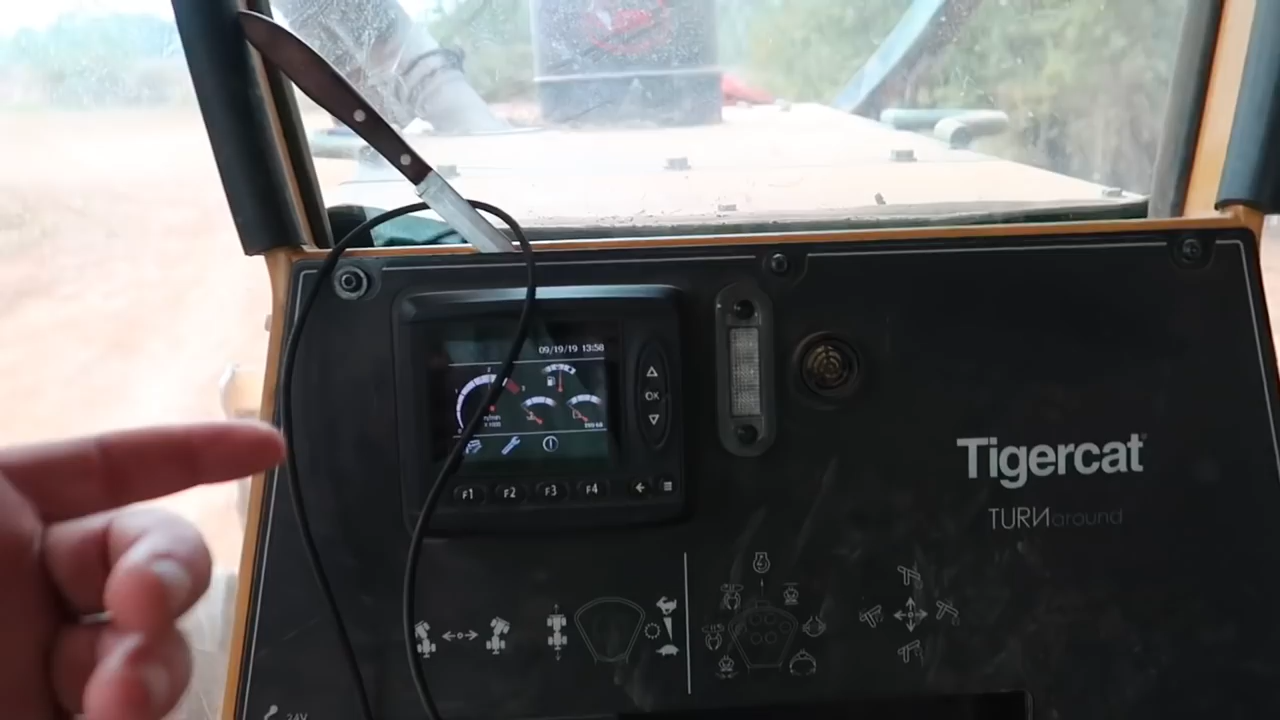 09/19/19 13:58
OK
F1 F2 F3 F4
Tigercat
TURNaround
24V